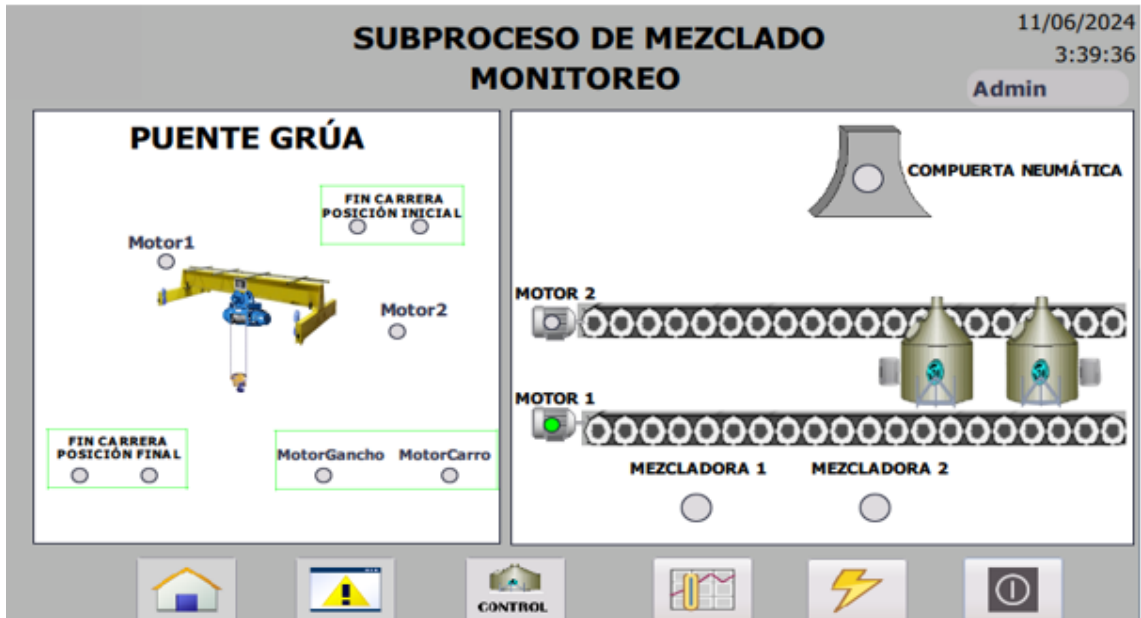 SUBPROCESO DE MEZCLADO
MONITOREO
11/06/2024
3:39:36
Admin
PUENTE GRÚA
FIN CARRERA
POSICIÓN INICIAL
Motor1
Motor2
FIN CARRERA
POSICIÓN FINAL
MotorGancho MotorCarro
COMPUERTA NEUMÁTICA
MOTOR 2
MOTOR 1
MEZCLADORA 1 MEZCLADORA 2
CONTROL